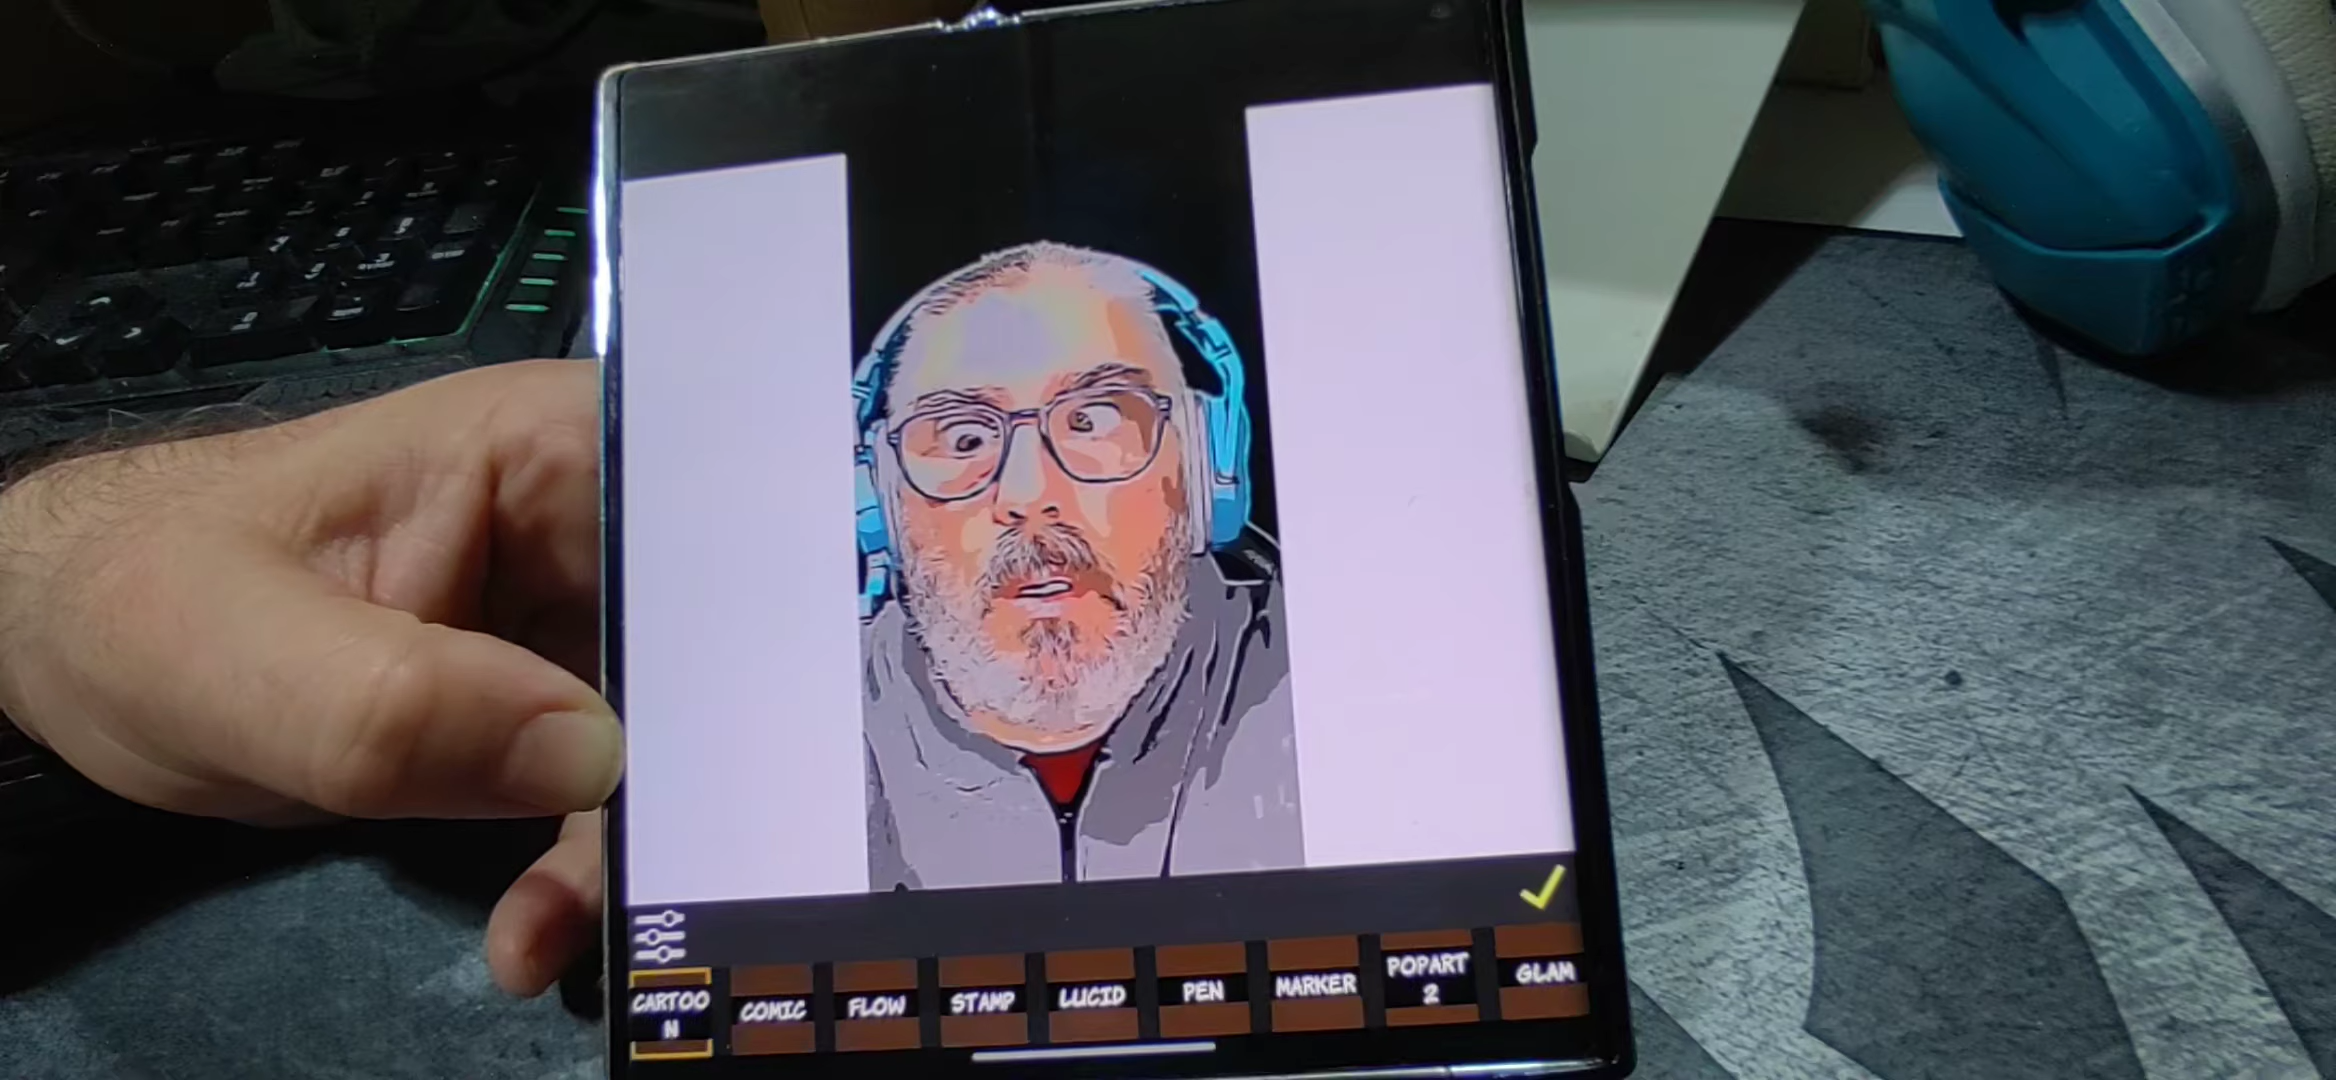 CARTOO
N
COMIC
FLOW
STAMP
LUCID
PEN
MARKER
POPART
2
GLAM